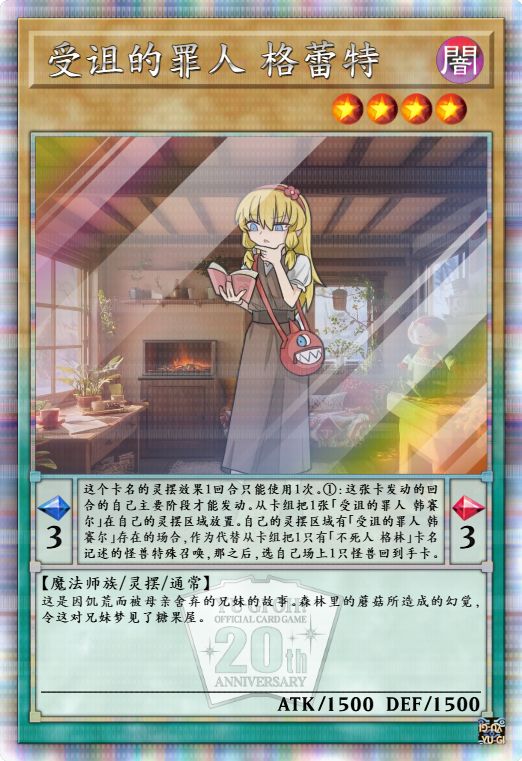 受诅的罪人 格蕾特
闇
这个卡名的灵摆效果1回合只能使用1次。①:这张卡发动的回
合的自己主要阶段才能发动。从卡组把1张「受诅的罪人 韩赛
尔」在自己的灵摆区域放置。自己的灵摆区域有「受诅的罪人 韩
赛尔」存在的场合,作为代替从卡组把1只有「不死人 格林」卡名
记述的怪兽特殊召唤,那之后,选自己场上1只怪兽回到手卡。
3
3
【魔法师族/灵摆/通常】
这是因饥荒而被母亲舍弃的兄妹的故事。森林里的蘑菇所造成的幻觉,
令这对兄妹梦见了糖果屋。
OFFICIAL CARD GAME
20th
ANNIVERSARY
ATK/1500 DEF/1500